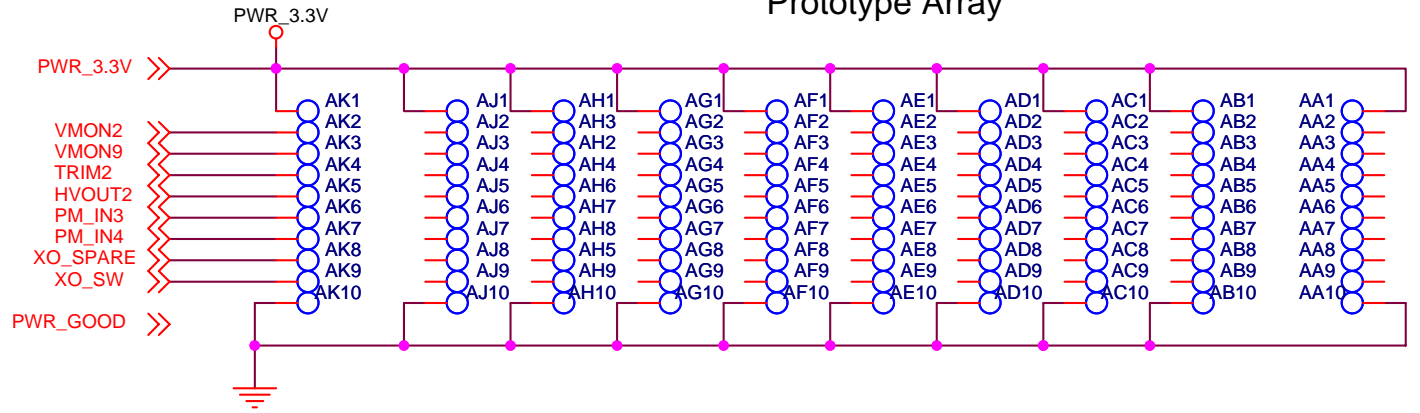 Prototype Array
PWR_3.3V
PWR_3.3V
AK1 AJ1 AH1 AG1 AF1 AE1 AD1 AC1 AB1 AA1
VMON2 AK2 AJ2 AH3 AG2 AF2 AE2 AD2 AC2 AB2 AA2
VMON9 AK3 AJ3 AH2 AG3 AF3 AE3 AD3 AC3 AB3 AA3
TRIM2 AK4 AJ4 AH4 AG4 AF4 AE4 AD4 AC4 AB4 AA4
HVOUT2 AK5 AJ5 AH6 AG5 AF5 AE5 AD5 AC5 AB5 AA5
PM_IN3 AK6 AJ6 AH7 AG6 AF6 AE6 AD6 AC6 AB6 AA6
PM_IN4 AK7 AJ7 AH8 AG7 AF7 AE7 AD7 AC7 AB7 AA7
XO_SPARE AK8 AJ8 AH5 AG8 AF8 AE8 AD8 AC8 AB8 AA8
XO_SW AK9 AJ9 AH9 AG9 AF9 AE9 AD9 AC9 AB9 AA9
AK10 AJ10 AH10 AG10 AF10 AE10 AD10 AC10 AB10 AA10
PWR_GOOD